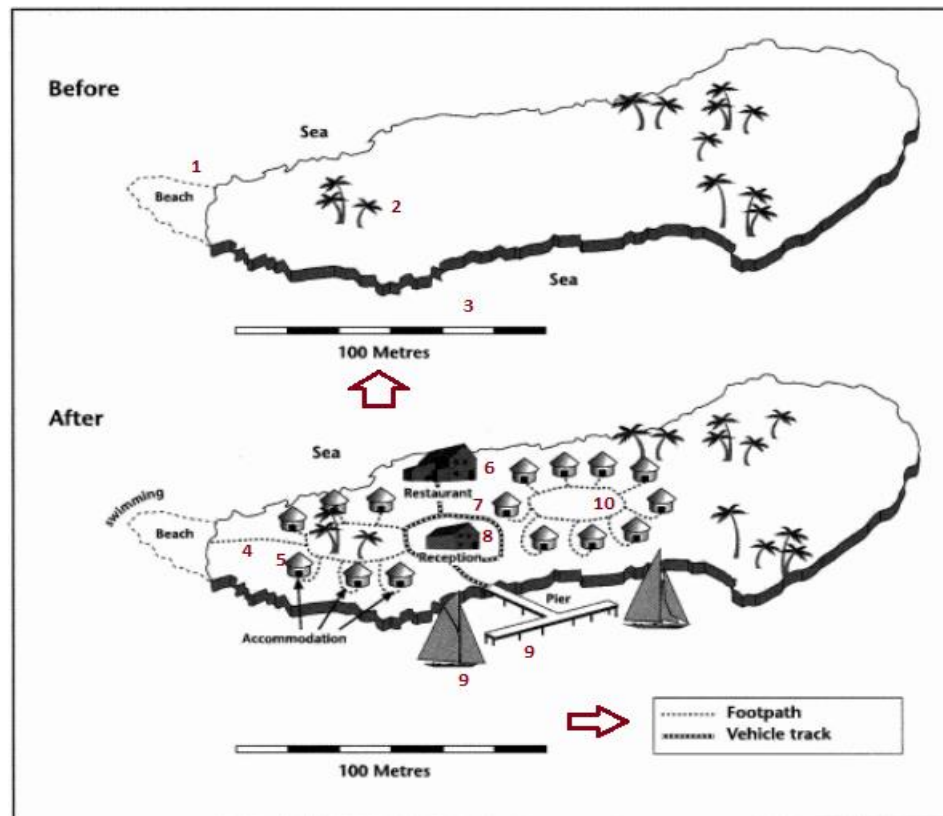 Before
Sea
1
Beach
2
Sea
3
100 Metres
After
Sea
6
Restaurant
swimming
7
10
Beach
8
4
Reception
5
Pier
Accommodation
9
9
Footpath
Vehicle track
100 Metres